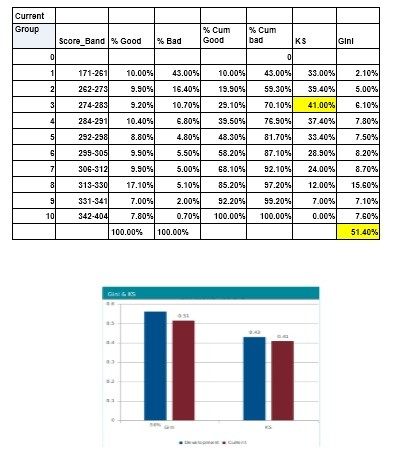 Current
Group Score_Band % Good % Bad % Cum Good % Cum bad KS Gini
0 0
1 171-261 10.00% 43.00% 10.00% 43.00% 33.00% 2.10%
2 262-273 9.90% 16.40% 19.90% 59.30% 39.40% 5.00%
3 274-283 9.20% 10.70% 29.10% 70.10% 41.00% 6.10%
4 284-291 10.40% 6.80% 39.50% 76.90% 37.40% 7.80%
5 292-298 8.80% 4.80% 48.30% 81.70% 33.40% 7.50%
6 299-305 9.90% 5.50% 58.20% 87.10% 28.90% 8.20%
7 306-312 9.90% 5.00% 68.10% 92.10% 24.00% 8.70%
8 313-330 17.10% 5.10% 85.20% 97.20% 12.00% 15.60%
9 331-341 7.00% 2.00% 92.20% 99.20% 7.00% 7.10%
10 342-404 7.80% 0.70% 100.00% 100.00% 0.00% 7.60%
100.00% 100.00% 51.40%
Gini & KS
0.6
0.5
0.4
0.3
0.2
0.1
0
0.51
0.43
0.41
Gini KS
Development Current